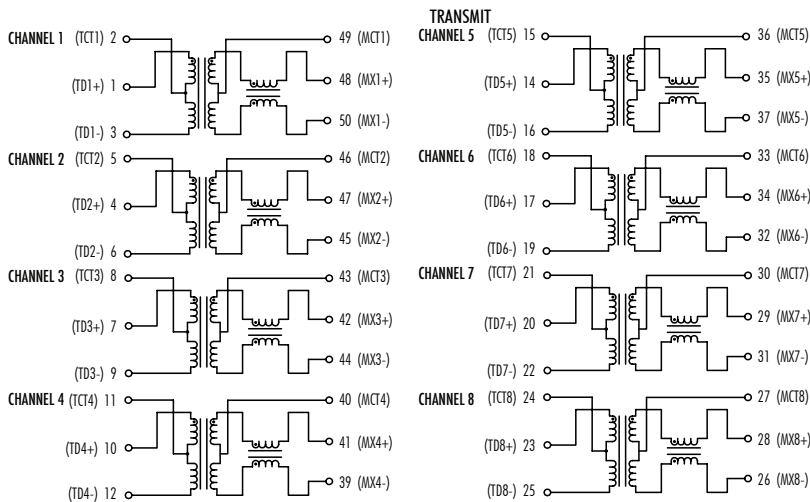 CHANNEL 1 (TCT1) 2
49 (MCT1)
(TD1+) 1
48 (MX1+)
50 (MX1-)
(TD1-) 3
CHANNEL 2 (TCT2) 5
46 (MCT2)
(TD2+) 4
47 (MX2+)
45 (MX2-)
(TD2-) 6
CHANNEL 3 (TCT3) 8
43 (MCT3)
(TD3+) 7
42 (MX3+)
44 (MX3-)
(TD3-) 9
CHANNEL 4 (TCT4) 11
40 (MCT4)
(TD4+) 10
41 (MX4+)
39 (MX4-)
(TD4-) 12
TRANSMIT
CHANNEL 5 (TCT5) 15
36 (MCT5)
(TD5+) 14
35 (MX5+)
37 (MX5-)
(TD5-) 16
CHANNEL 6 (TCT6) 18
33 (MCT6)
(TD6+) 17
34 (MX6+)
32 (MX6-)
(TD6-) 19
CHANNEL 7 (TCT7) 21
30 (MCT7)
(TD7+) 20
29 (MX7+)
31 (MX7-)
(TD7-) 22
CHANNEL 8 (TCT8) 24
27 (MCT8)
(TD8+) 23
28 (MX8+)
26 (MX8-)
(TD8-) 25